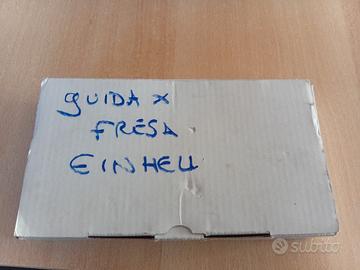 GUIDA X
FRESA
EINHELL
subito